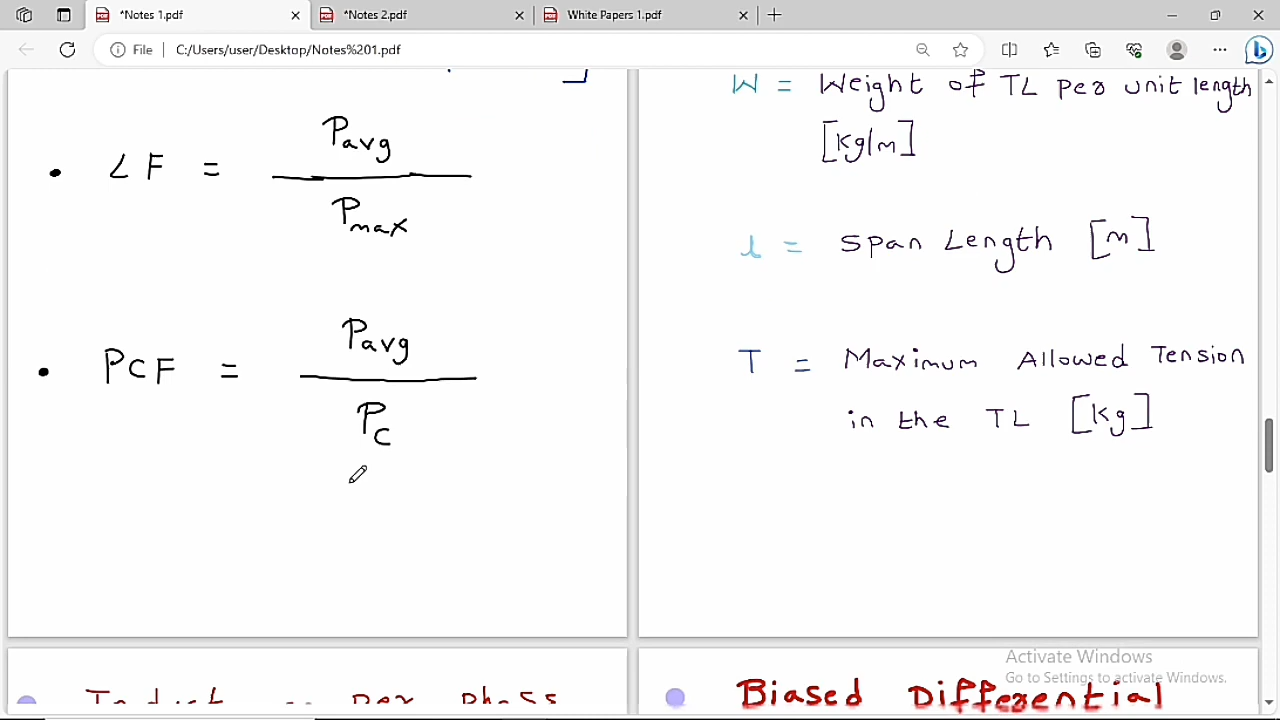 *Notes 1.pdf
*Notes 2.pdf
White Papers 1.pdf
File
C:/Users/user/Desktop/Notes%201.pdf
• LF = Pavg
Pmax
• PCF = Pavg
PC
W = Weight of TL per unit length
[Kg/m]
l = Span Length [m]
T = Maximum Allowed Tension
in the TL [Kg]
per phase
Biased Differential
Activate Windows
Go to Settings to activate Windows.